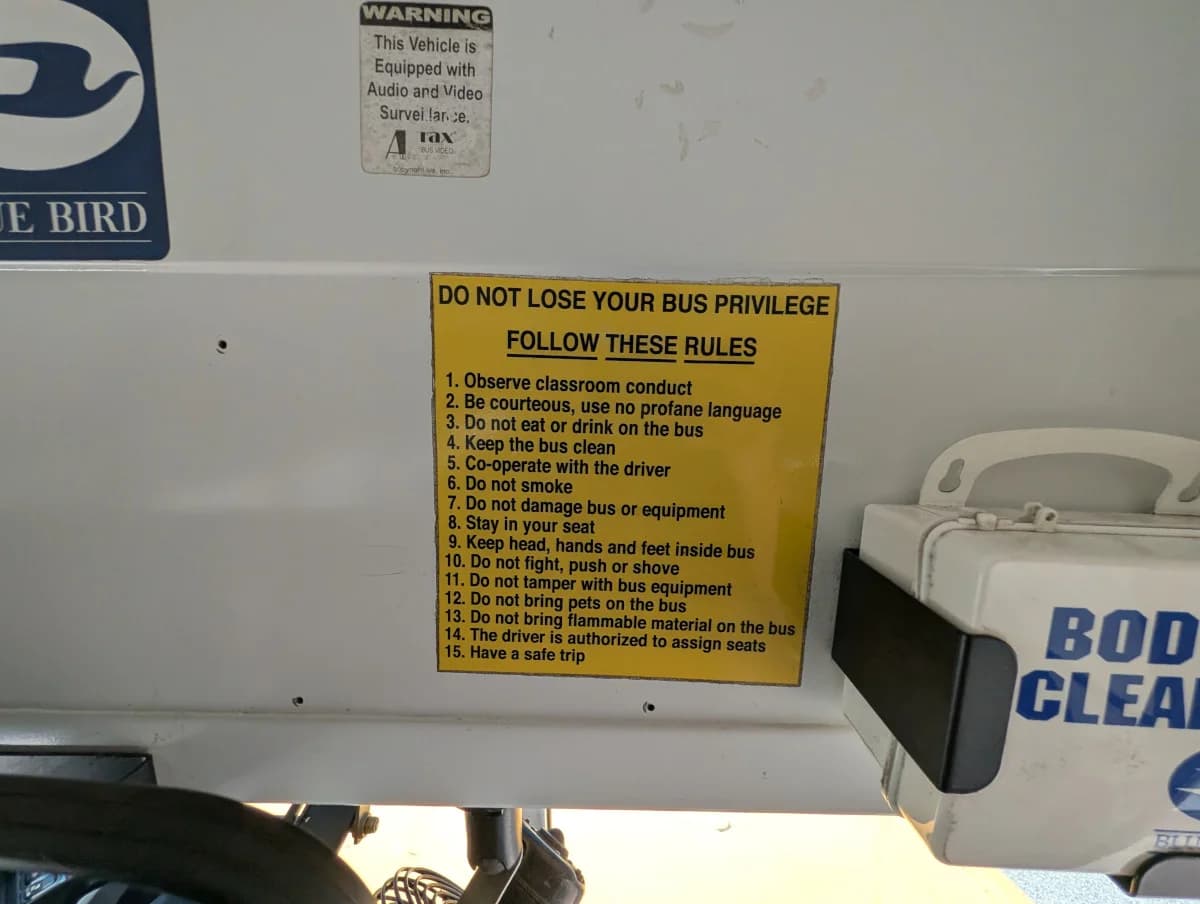 WARNING
This Vehicle is
Equipped with
Audio and Video
BUS VIDEO
BIRD
DO NOT LOSE YOUR BUS PRIVILEGE
FOLLOW THESE RULES
1. Observe classroom conduct
2. Be courteous, use no profane language
3. Do not eat or drink on the bus
4. Keep the bus clean
5. Co-operate with the driver
6. Do not smoke
7. Do not damage bus or equipment
8. Stay in your seat
9. Keep head, hands and feet inside bus
10. Do not fight, push or shove
11. Do not tamper with bus equipment
12. Do not bring pets on the bus
13. Do not bring flammable material on the bus
14. The driver is authorized to assign seats
15. Have a safe trip
BOD
CLEA